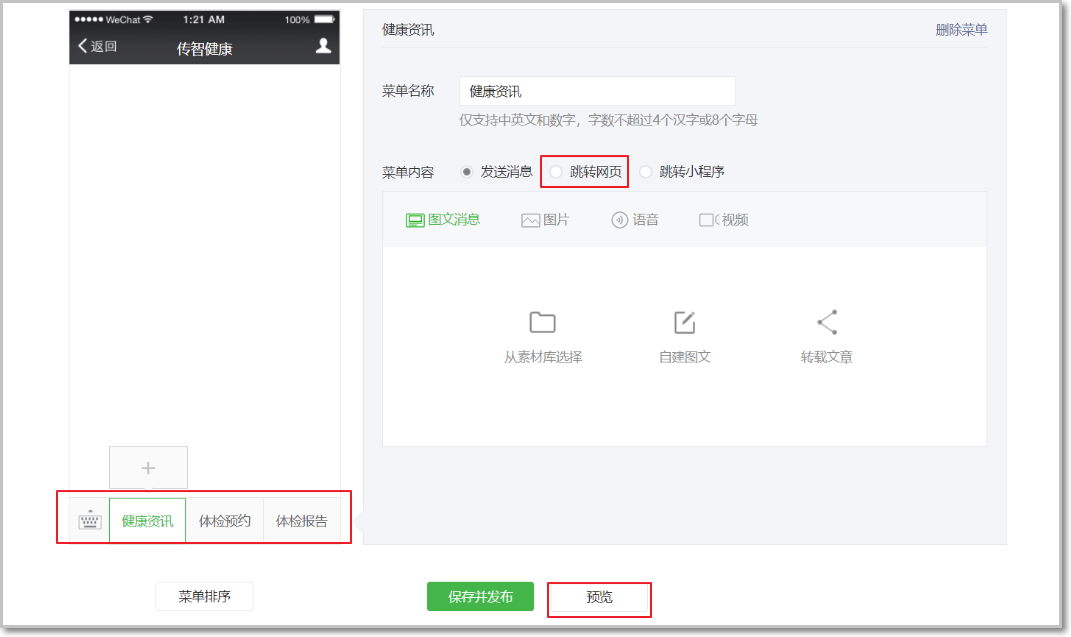 ●●●●● WeChat 1:21 AM 100%
返回 传智健康
健康资讯 删除菜单
菜单名称 健康资讯
仅支持中英文和数字，字数不超过4个汉字或8个字母
菜单内容 发送消息 跳转网页 跳转小程序
图文消息 图片 语音 视频
从素材库选择 自建图文 转载文章
+
健康资讯 体检预约 体检报告
菜单排序 保存并发布 预览